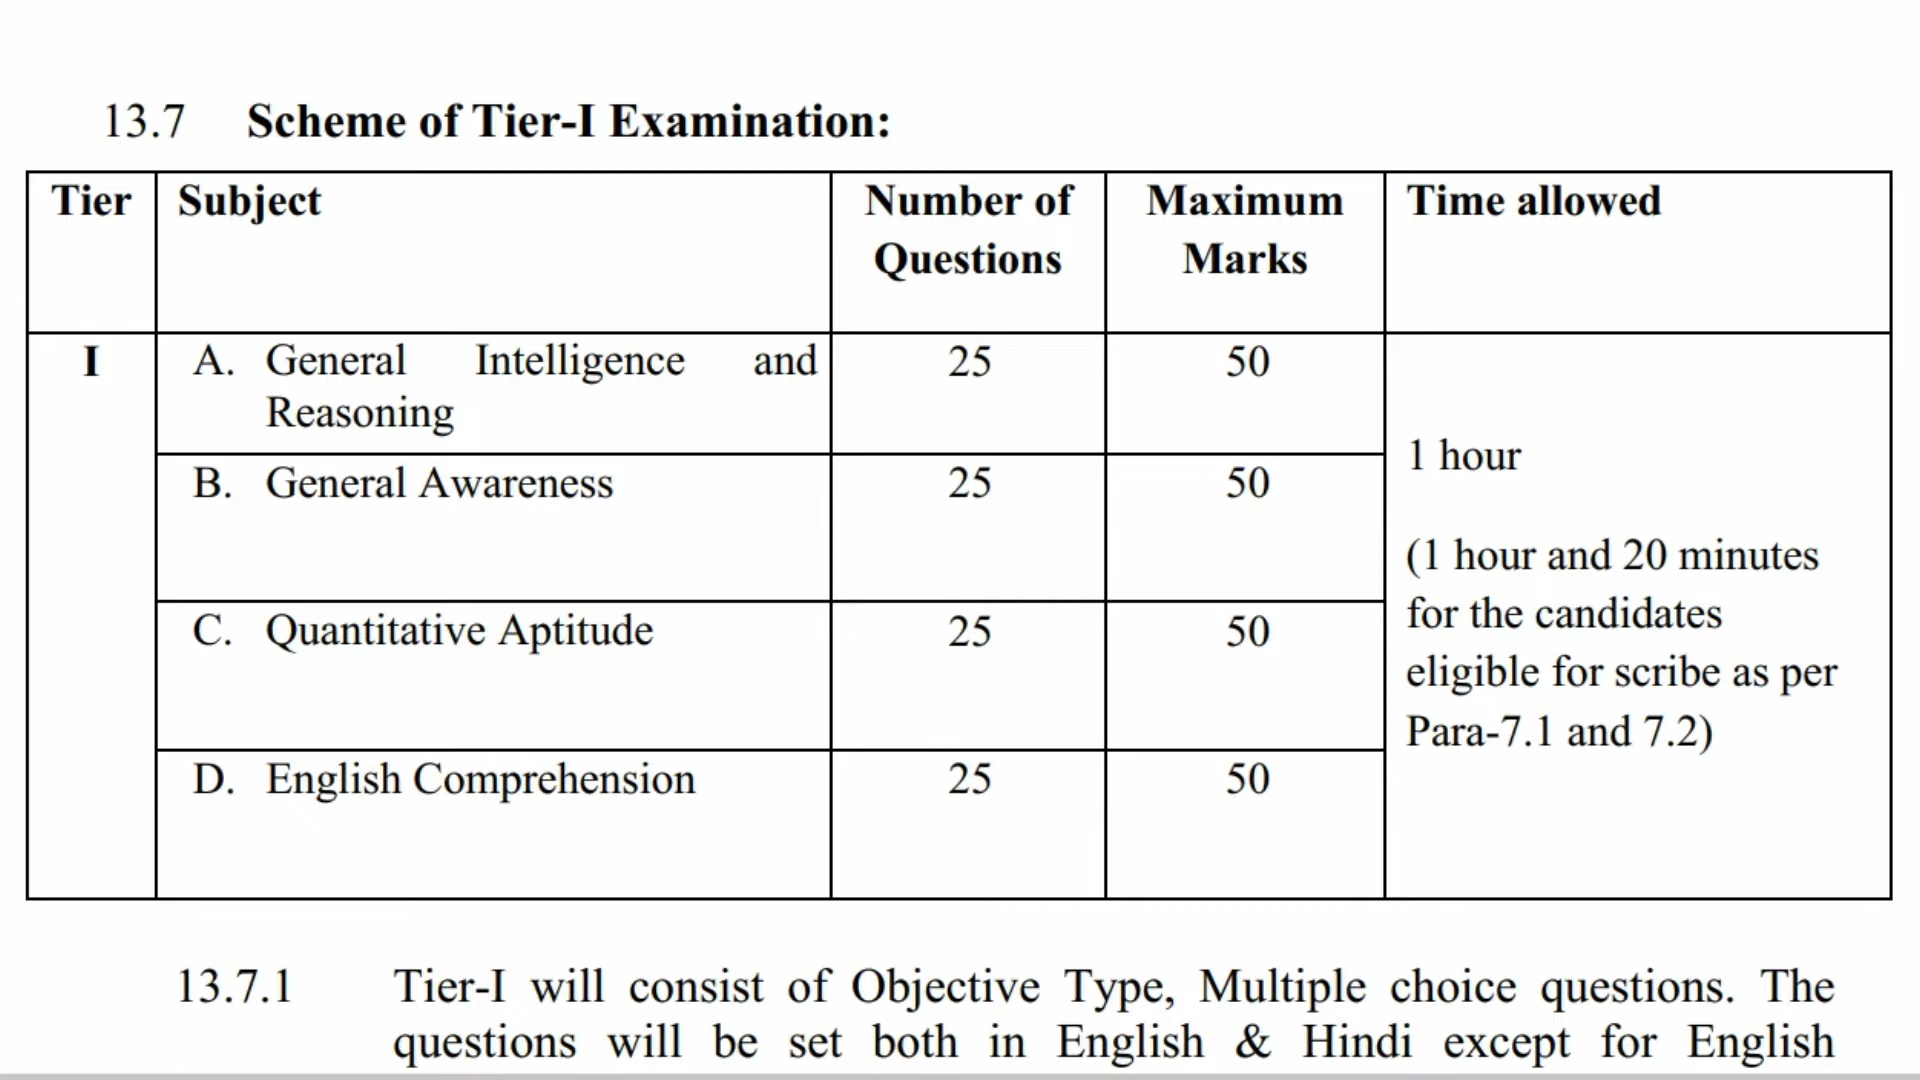 13.7 Scheme of Tier-I Examination:
Tier Subject Number of Questions Maximum Marks Time allowed
I A. General Intelligence and Reasoning 25 50
B. General Awareness 25 50
C. Quantitative Aptitude 25 50
D. English Comprehension 25 50
1 hour
(1 hour and 20 minutes
for the candidates
eligible for scribe as per
Para-7.1 and 7.2)
13.7.1 Tier-I will consist of Objective Type, Multiple choice questions. The
questions will be set both in English & Hindi except for English